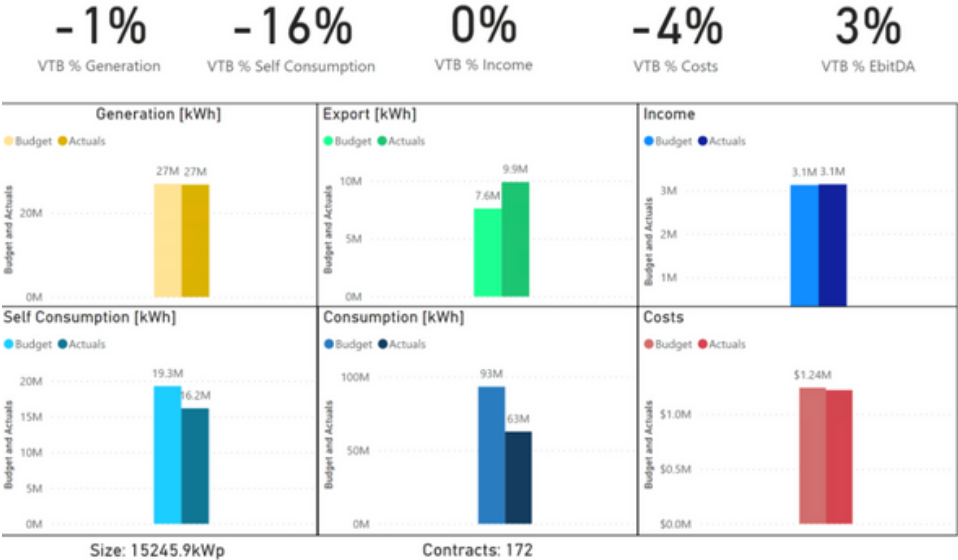 -1% -16% 0% -4% 3%
VTB % Generation VTB % Self Consumption VTB % Income VTB % Costs VTB % EbitDA
Generation [kWh]
Budget Actuals
Budget and Actuals
20M
0M
27M 27M
Export [kWh]
Budget Actuals
Budget and Actuals
10M
5M
0M
7.6M
9.9M
Income
Budget Actuals
Budget and Actuals
3M
2M
1M
3.1M 3.1M
Self Consumption [kWh]
Budget Actuals
Budget and Actuals
20M
15M
10M
5M
0M
19.3M
16.2M
Consumption [kWh]
Budget Actuals
Budget and Actuals
100M
50M
0M
93M
63M
Costs
Budget Actuals
Budget and Actuals
$1.0M
$0.5M
$0.0M
$1.24M
Size: 15245.9kWp
Contracts: 172